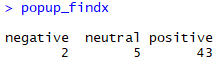 > popup_findx
negative neutral positive
2 5 43